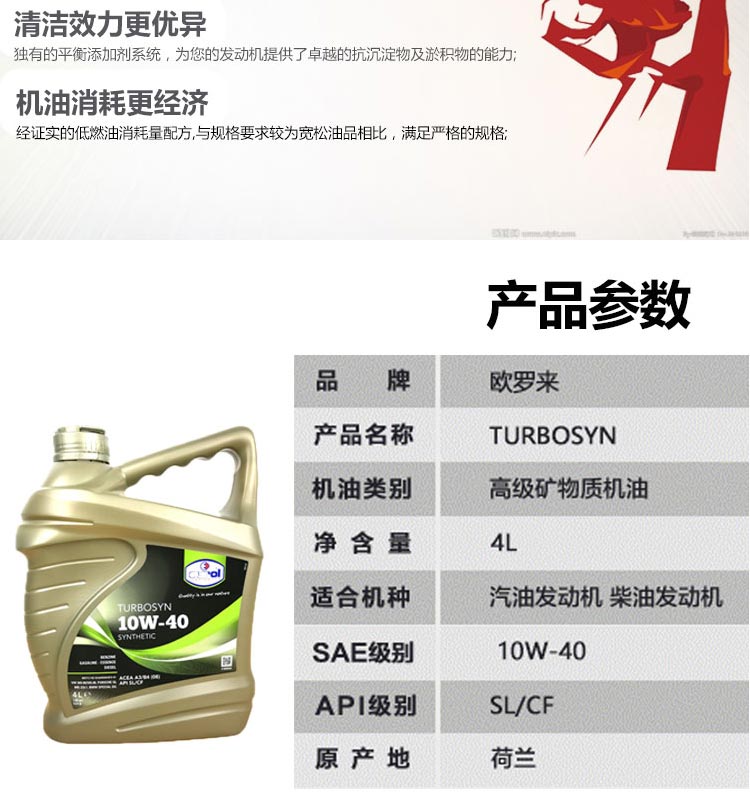 清洁效力更优异
独有的平衡添加剂系统，为您的发动机提供了卓越的抗沉淀物及淤积物的能力;
机油消耗更经济
经证实的低燃油消耗量配方,与规格要求较为宽松油品相比，满足严格的规格;
产品参数
品 牌 欧罗来
产品名称 TURBOSYN
机油类别 高级矿物质机油
净 含 量 4L
适合机种 汽油发动机 柴油发动机
SAE级别 10W-40
API级别 SL/CF
原 产 地 荷兰
Quality is in our nature
TURBOSYN
10W-40
SYNTHETIC
BENZINE
GASOLINE - ESSENCE
DIESEL
ACEA A3/B4 (08)
API SL/CF
4L